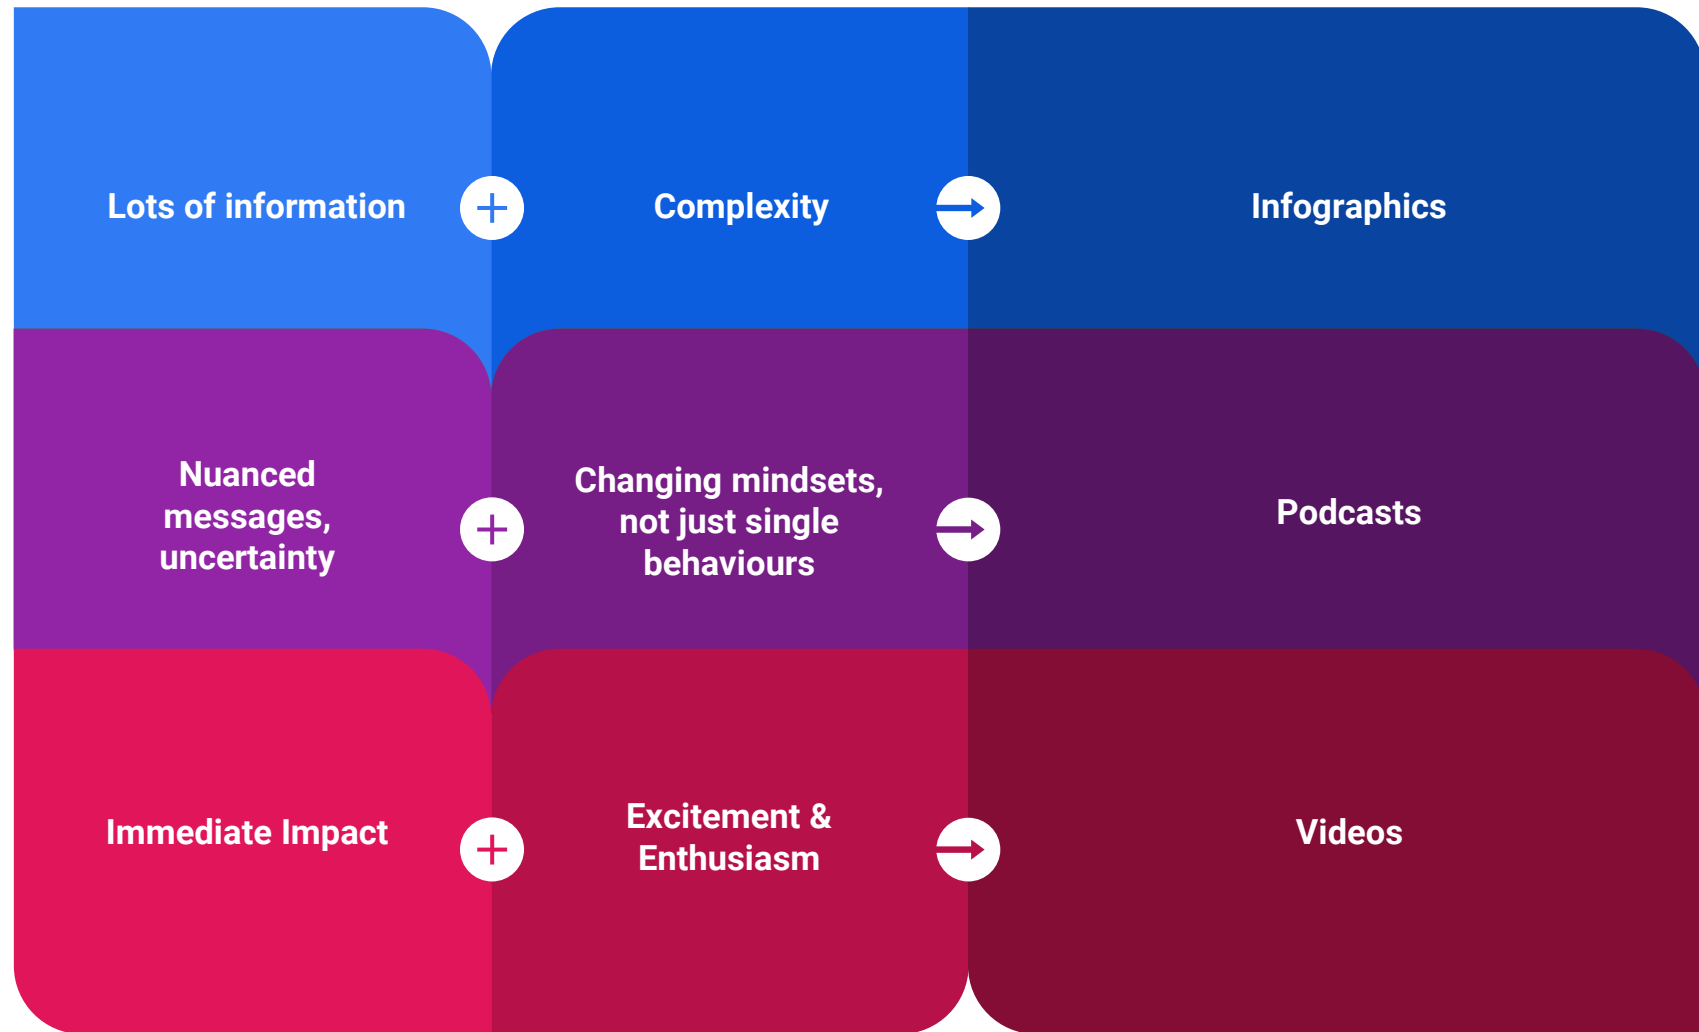 Lots of information
Complexity
Infographics
Nuanced
messages,
uncertainty
Changing mindsets,
not just single
behaviours
Podcasts
Immediate Impact
Excitement &
Enthusiasm
Videos